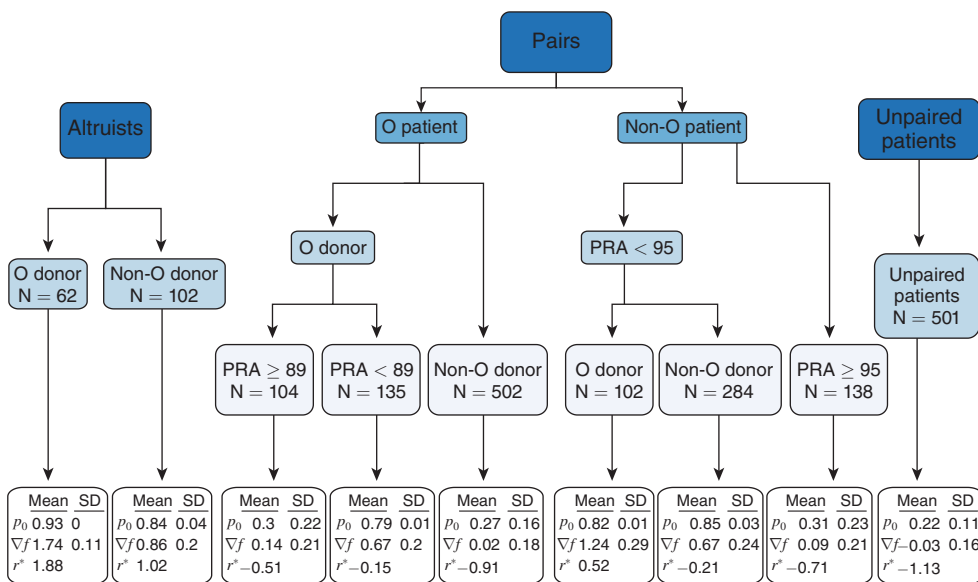 Pairs
Altruists
Unpaired
patients
O patient
Non-O patient
O donor
PRA < 95
O donor
N = 62
Non-O donor
N = 102
Unpaired
patients
N = 501
PRA ≥ 89
N = 104
PRA < 89
N = 135
Non-O donor
N = 502
O donor
N = 102
Non-O donor
N = 284
PRA ≥ 95
N = 138
Mean SD
p0 0.93 0
∇f 1.74 0.11
r* 1.88
Mean SD
p0 0.84 0.04
∇f 0.86 0.2
r* 1.02
Mean SD
p0 0.3 0.22
∇f 0.14 0.21
r* −0.51
Mean SD
p0 0.79 0.01
∇f 0.67 0.2
r* −0.15
Mean SD
p0 0.27 0.16
∇f 0.02 0.18
r* −0.91
Mean SD
p0 0.82 0.01
∇f 1.24 0.29
r* 0.52
Mean SD
p0 0.85 0.03
∇f 0.67 0.24
r* −0.21
Mean SD
p0 0.31 0.23
∇f 0.09 0.21
r* −0.71
Mean SD
p0 0.22 0.11
∇f −0.03 0.16
r* −1.13